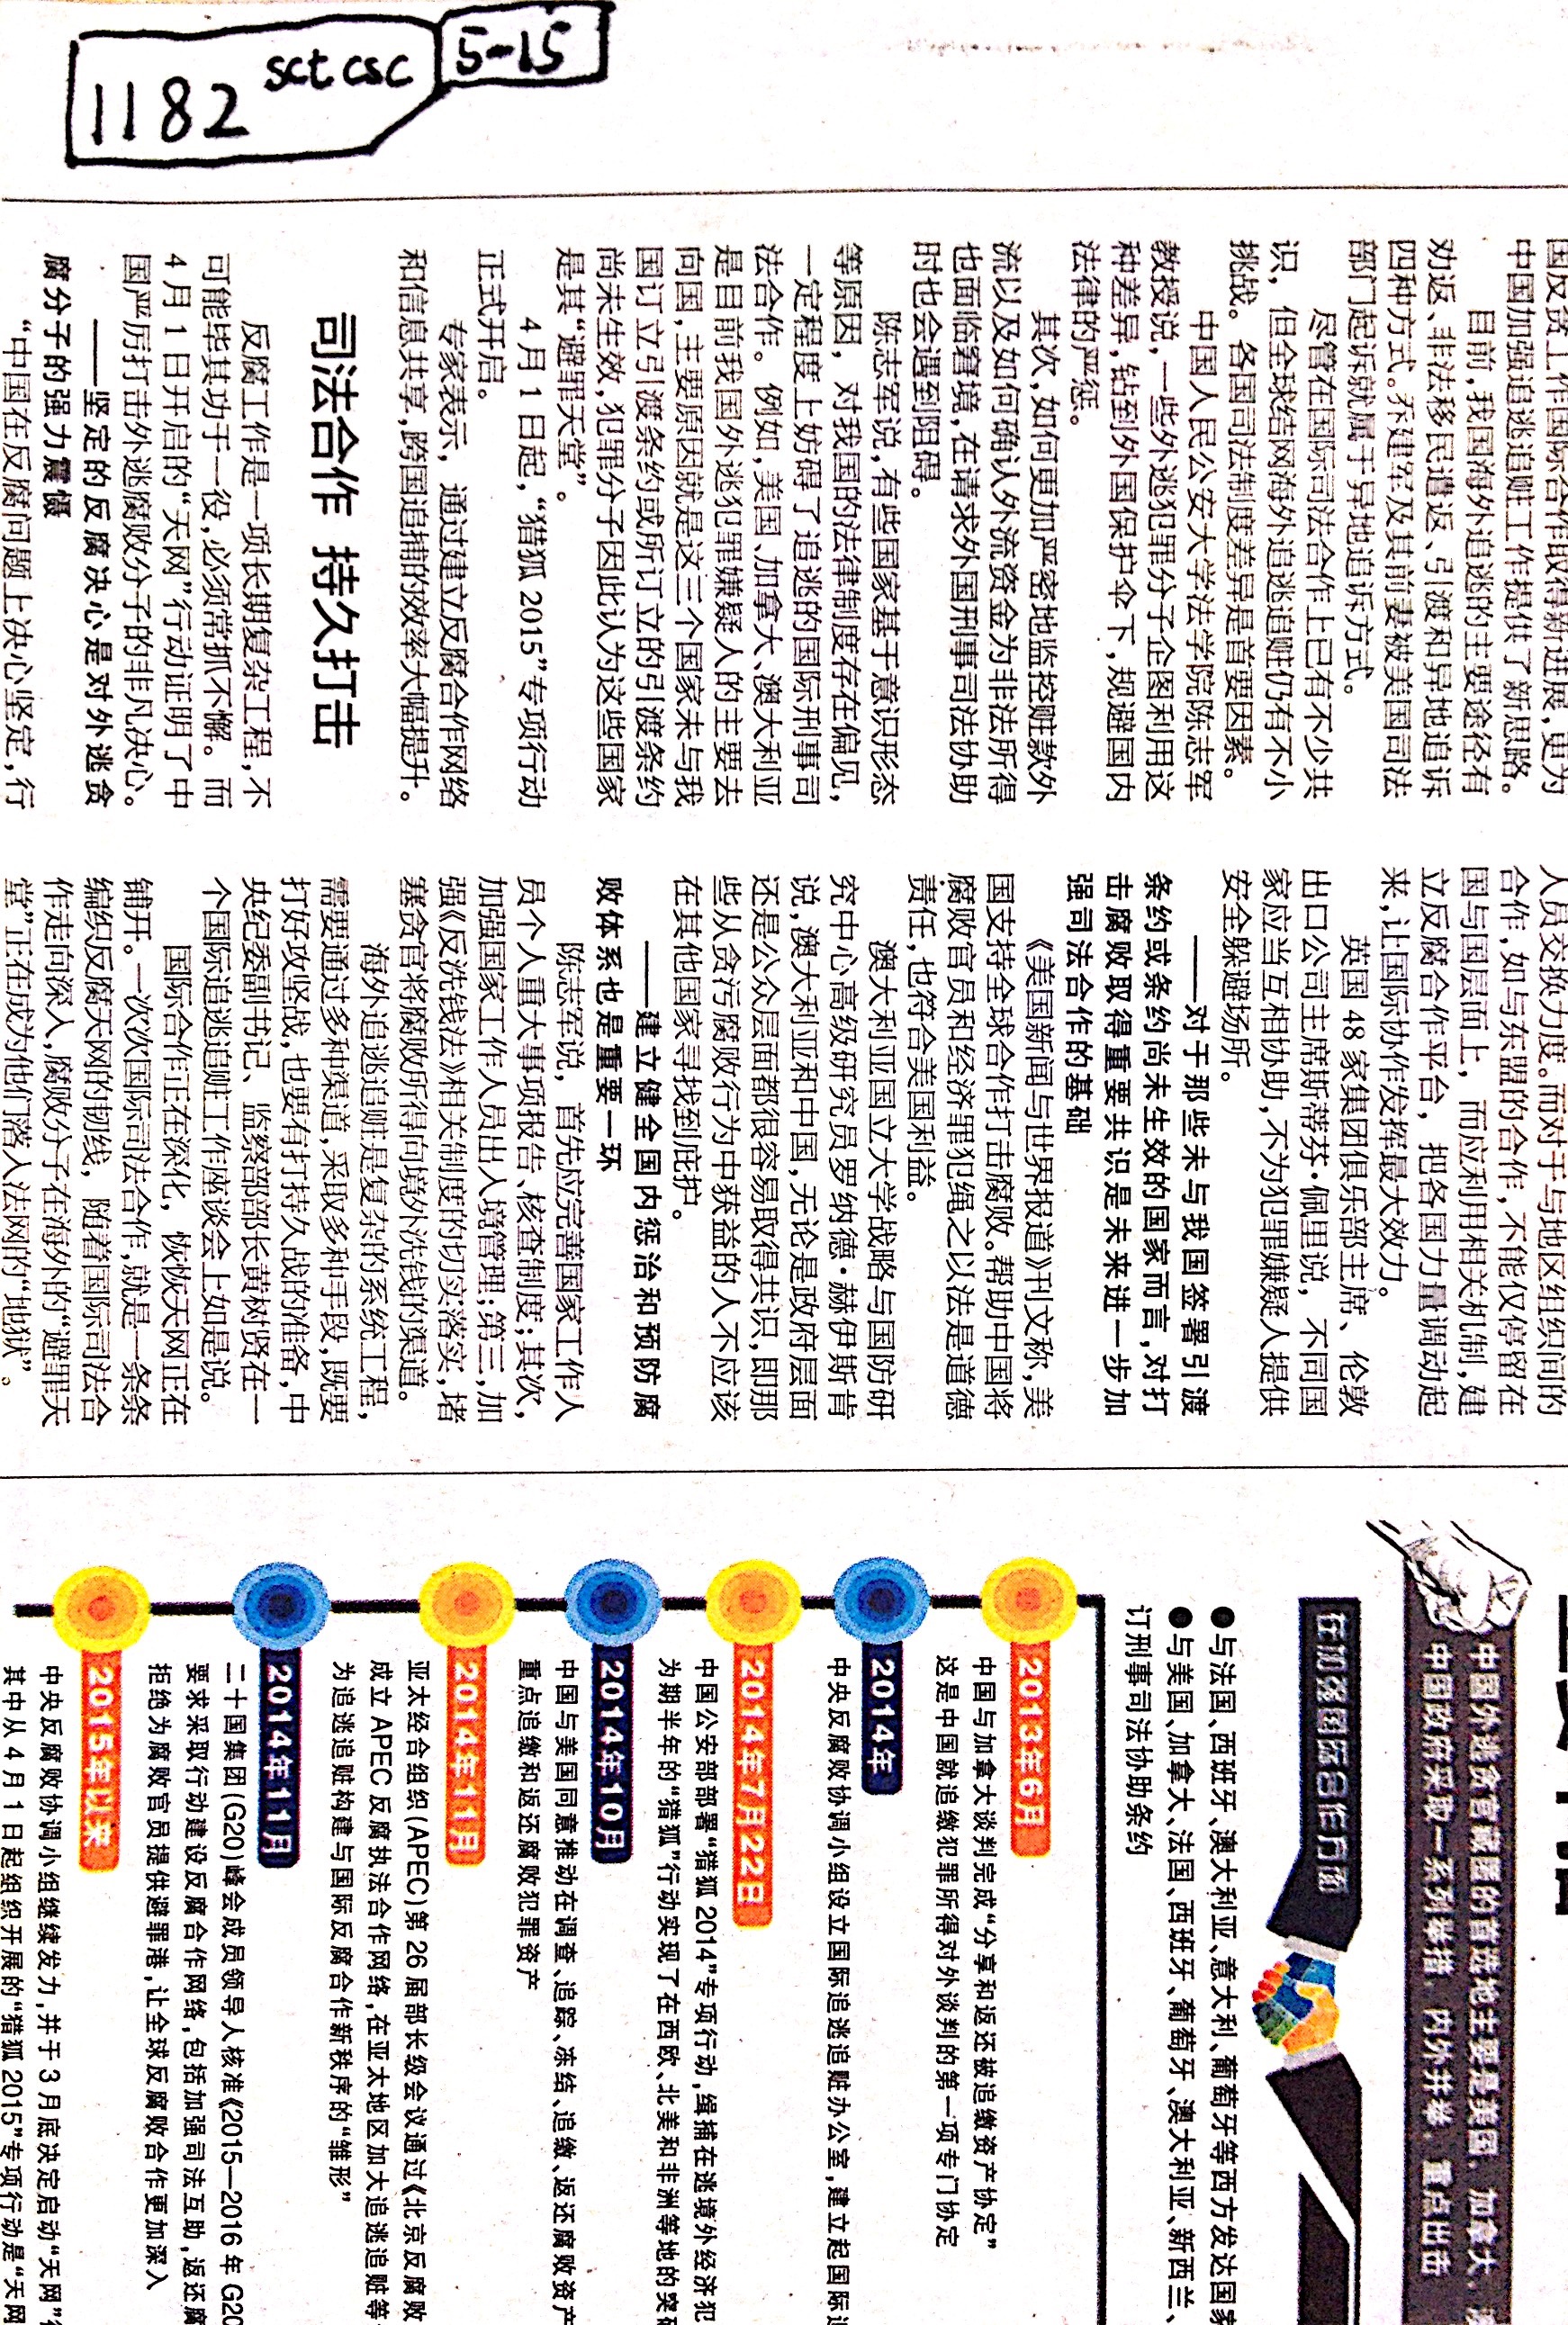 1182 sctcsc 5-15
国反贪工作国际合作取得新进展,更为
中国加强追逃追赃工作提供了新思路。
目前,我国海外追逃的主要途径有
劝返、非法移民遣返、引渡和异地追诉
四种方式。乔建军及其前妻被美国司法
部门起诉就属于异地追诉方式。
尽管在国际司法合作上已有不少共
识,但全球结网海外追逃追赃仍有不小
挑战。各国司法制度差异是首要因素。
中国人民公安大学法学院陈志军
教授说,一些外逃犯罪分子企图利用这
种差异,钻到外国保护伞下,规避国内
法律的严惩。
其次,如何更加严密地监控赃款外
流以及如何确认外流资金为非法所得
也面临窘境,在请求外国刑事司法协助
时也会遇到阻碍。
陈志军说,有些国家基于意识形态
等原因,对我国的法律制度存在偏见,
一定程度上妨碍了追逃的国际刑事司
法合作。例如,美国、加拿大、澳大利亚
是目前我国外逃犯罪嫌疑人的主要去
向国,主要原因就是这三个国家未与我
国订立引渡条约或所订立的引渡条约
尚未生效,犯罪分子因此认为这些国家
是其“避罪天堂”。
4月1日起,“猎狐2015”专项行动
正式开启。
专家表示,通过建立反腐合作网络
和信息共享,跨国追捕的效率大幅提升。
司法合作 持久打击
反腐工作是一项长期复杂工程,不
可能毕其功于一役,必须常抓不懈。而
4月1日开启的“天网”行动证明了中
国严厉打击外逃腐败分子的非凡决心。
——坚定的反腐决心是对外逃贪
腐分子的强力震慑
“中国在反腐问题上决心坚定,行
人员交换力度。而对于与地区组织间的
合作,如与东盟的合作,不能仅停留在
国与国层面上,而应利用相关机制,建
立反腐合作平台,把各国力量调动起
来,让国际协作发挥最大效力。
英国48家集团俱乐部主席、伦敦
出口公司主席斯蒂芬·佩里说,不同国
家应当互相协助,不为犯罪嫌疑人提供
安全躲避场所。
——对于那些未与我国签署引渡
条约或条约尚未生效的国家而言,对打
击腐败取得重要共识是未来进一步加
强司法合作的基础
《美国新闻与世界报道》刊文称,美
国支持全球合作打击腐败。帮助中国将
腐败官员和经济罪犯绳之以法是道德
责任,也符合美国利益。
澳大利亚国立大学战略与国防研
究中心高级研究员罗纳德·赫伊斯肯
说,澳大利亚和中国,无论是政府层面
还是公众层面都很容易取得共识,即那
些从贪污腐败行为中获益的人不应该
在其他国家寻找到庇护。
——建立健全国内惩治和预防腐
败体系也是重要一环
陈志军说,首先应完善国家工作人
员个人重大事项报告、核查制度;其次,
加强国家工作人员出入境管理;第三,加
强《反洗钱法》相关制度的切实落实,堵
塞贪官将腐败所得向境外洗钱的渠道。
海外追逃追赃是复杂的系统工程,
需要通过多种渠道,采取多种手段,既要
打好攻坚战,也要有打持久战的准备,中
央纪委副书记、监察部部长黄树贤在一
个国际追逃追赃工作座谈会上如是说。
国际合作正在深化,恢恢天网正在
铺开。一次次国际司法合作,就是一条条
编织反腐天网的韧线,随着国际司法合
作走向深入,腐败分子在海外的“避罪天
堂”正在成为他们落入法网的“地狱”。
中国外逃贪官藏匿的首选地主要是美国、加拿大、
中国政府采取一系列举措 内外并举,重点出击
在加强国际合作方面
●与法国、西班牙、澳大利亚、意大利、葡萄牙等西方发达国家
●与美国、加拿大、法国、西班牙、葡萄牙、澳大利亚、新西兰、
订刑事司法协助条约
2013年6月
中国与加拿大谈判完成“分享和返还被追缴资产协定”
这是中国就追缴犯罪所得对外谈判的第一项专门协定
2014年
中央反腐败协调小组设立国际追逃追赃办公室,建立起国际追
2014年7月22日
中国公安部部署“猎狐2014”专项行动,缉捕在逃境外经济犯
为期半年的“猎狐”行动实现了在西欧、北美和非洲等地的突破
2014年10月
中国与美国同意推动在调查、追踪、冻结、追缴、返还腐败资产
重点追缴和返还腐败犯罪资产
2014年11月
亚太经合组织(APEC)第26届部长级会议通过《北京反腐败
成立APEC反腐执法合作网络,在亚太地区加大追逃追赃等
为追逃追赃构建与国际反腐合作新秩序的“雏形”
2014年11月
二十国集团(G20)峰会成员领导人核准《2015—2016年G20
要求采取行动建设反腐合作网络,包括加强司法互助,返还腐
拒绝为腐败官员提供避罪港,让全球反腐败合作更加深入
2015年以来
中央反腐败协调小组继续发力,并于3月底决定启动“天网”行
其中从4月1日起组织开展的“猎狐2015”专项行动是“天网